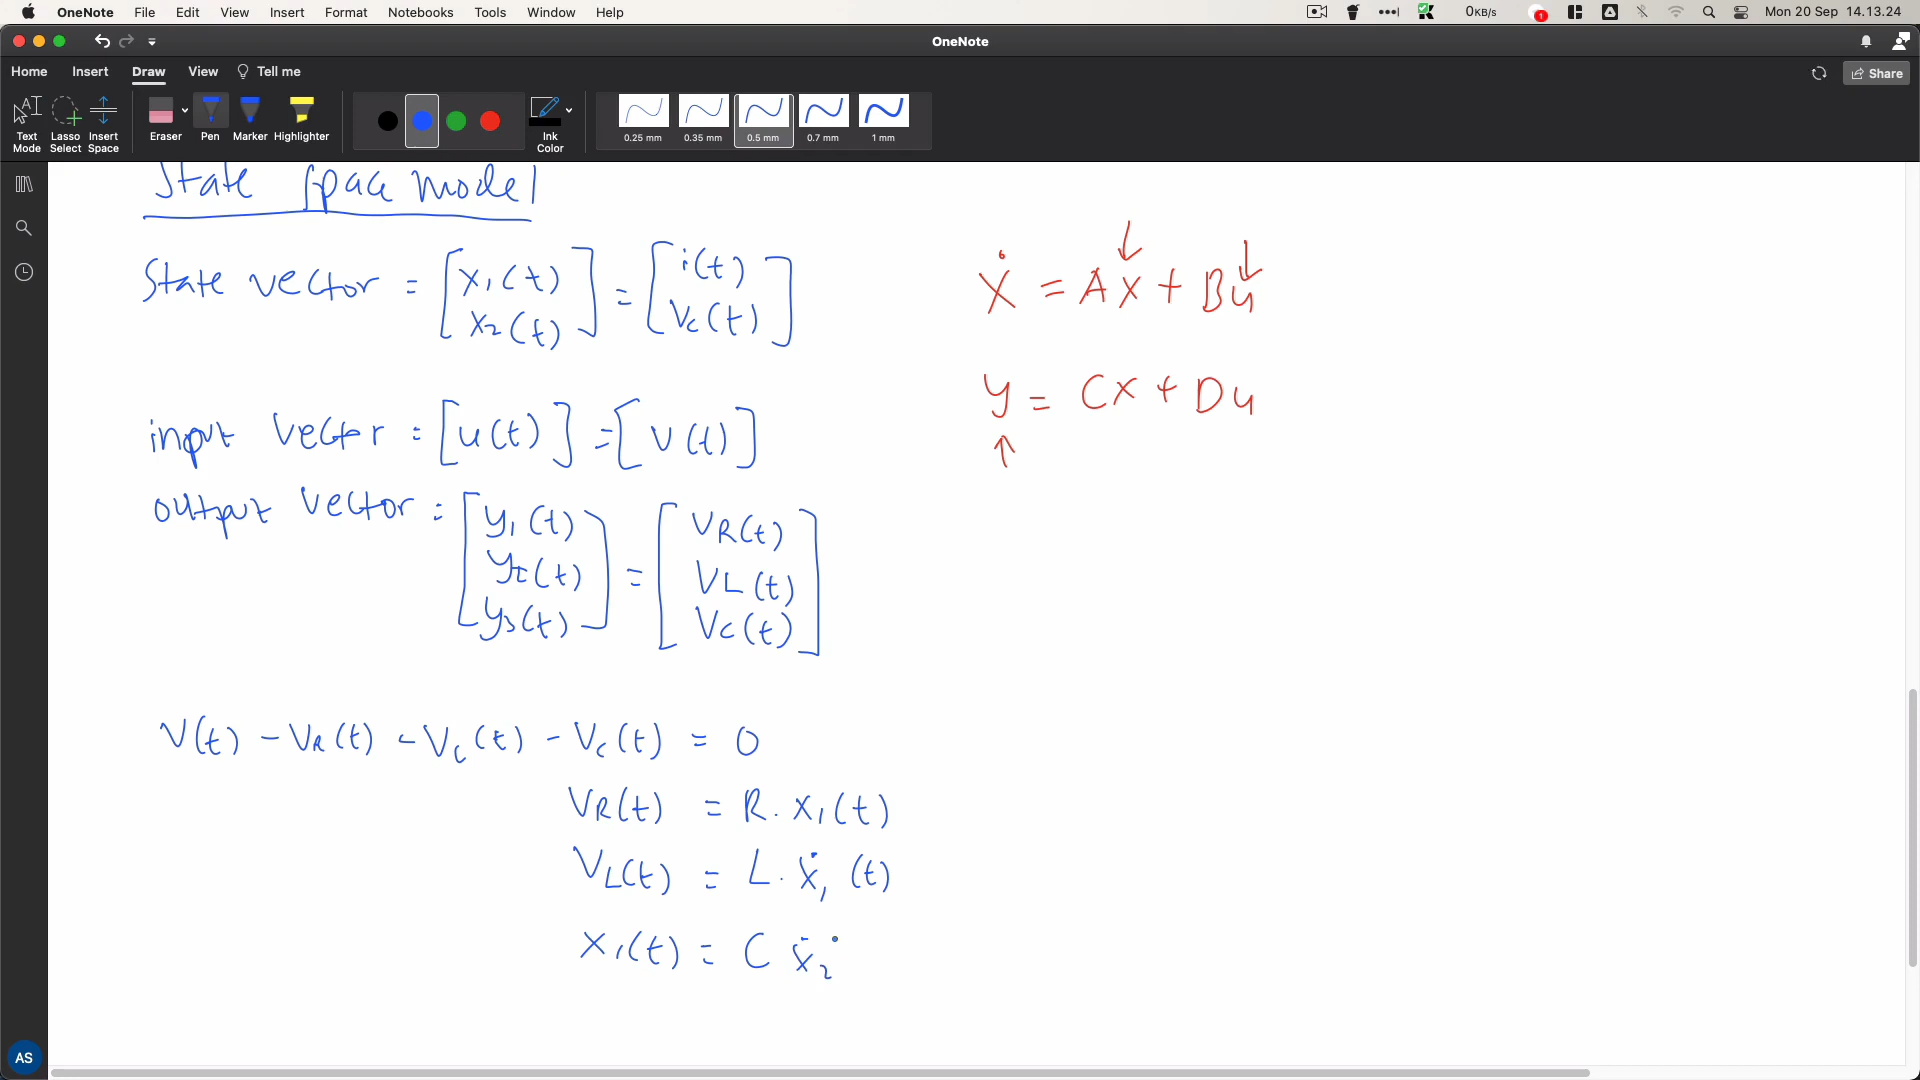 OneNote File Edit View Insert Format Notebooks Tools Window Help 0KB/s 1 Mon 20 Sep 14.13.24
OneNote
Home Insert Draw View Tell me Share
Text Mode Lasso Select Insert Space Eraser Pen Marker Highlighter Ink Color 0.25 mm 0.35 mm 0.5 mm 0.7 mm 1 mm
State space model
State vector = [x₁(t) x₂(t)] = [i(t) Vc(t)]
input vector = [u(t)] = [V(t)]
output vector = [y₁(t) y₂(t) y₃(t)] = [VR(t) VL(t) Vc(t)]
V(t) - VR(t) - Vc(t) - Vc(t) = 0
VR(t) = R . x₁(t)
VL(t) = L . ẋ₁ (t)
x₁(t) = C ẋ₂
Ẋ = Ax + Bu
y = Cx + Du
AS